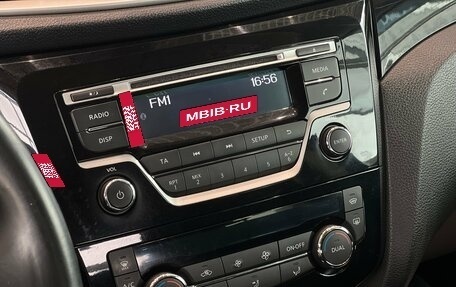 FM1
16:56
MBIB.RU
RADIO
DISP
MEDIA
TA
SETUP
VOL
ENTER
RPT
1
MIX
2
3
4
5
A-Z
6
A/C
ON·OFF
DUAL